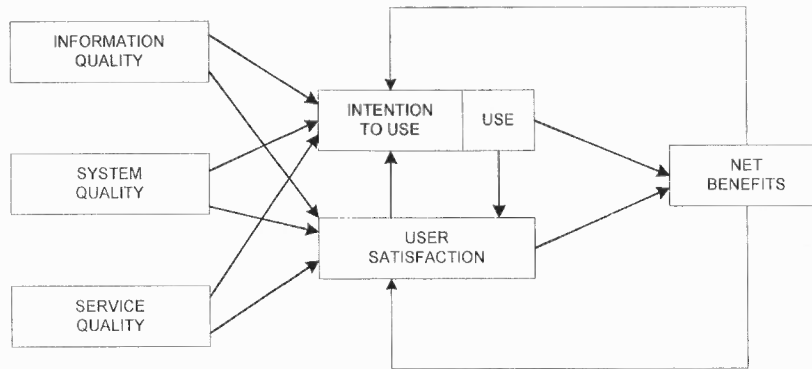 INFORMATION
QUALITY
SYSTEM
QUALITY
SERVICE
QUALITY
INTENTION
TO USE
USE
USER
SATISFACTION
NET
BENEFITS